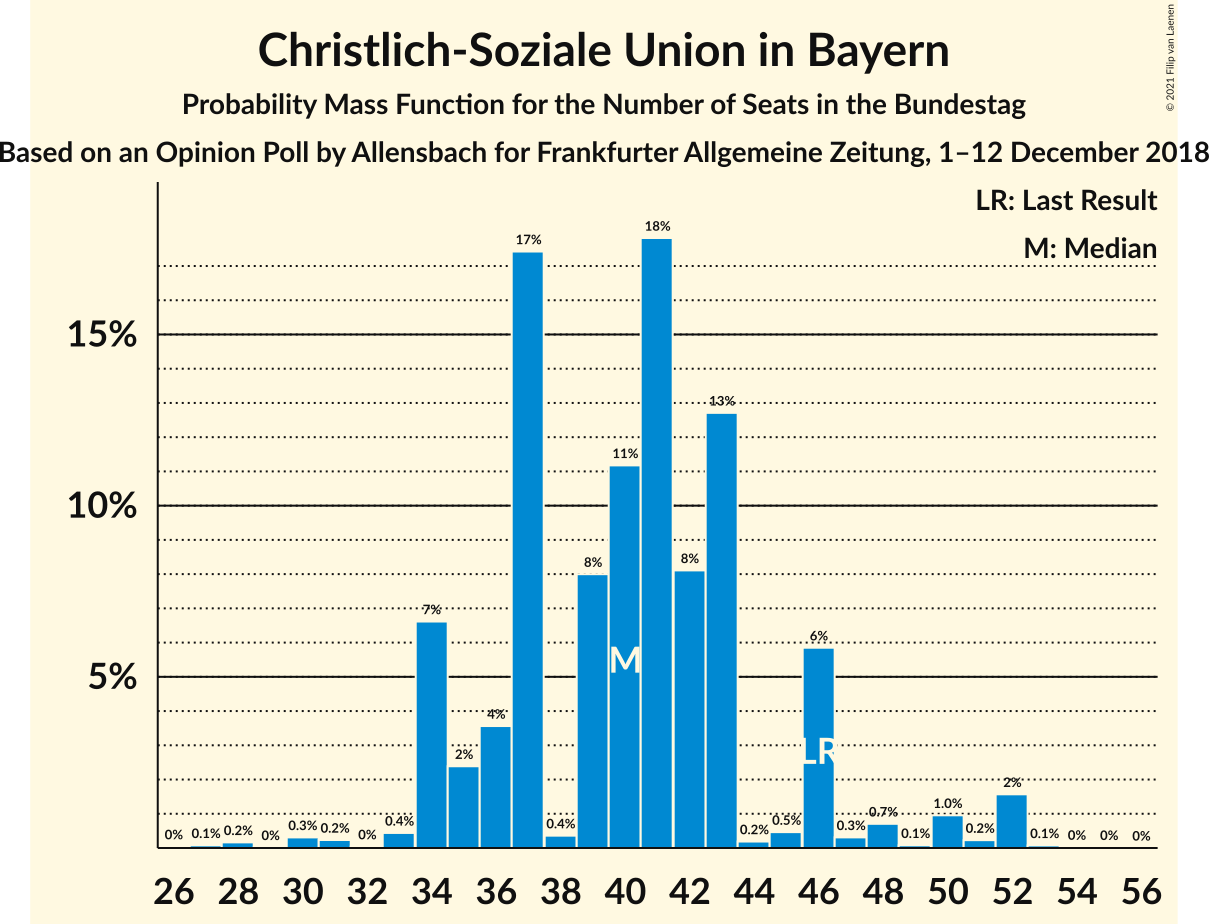 Christlich-Soziale Union in Bayern
Probability Mass Function for the Number of Seats in the Bundestag
Based on an Opinion Poll by Allensbach for Frankfurter Allgemeine Zeitung, 1–12 December 2018
© 2021 Filip van Laenen
LR: Last Result
M: Median
15%
10%
5%
0% 0.1% 0.2% 0% 0.3% 0.2% 0% 0.4% 7% 2% 4% 17% 0.4% 8% 11% 18% 8% 13% 0.2% 0.5% 6% 0.3% 0.7% 0.1% 1.0% 0.2% 2% 0.1% 0% 0% 0%
M
LR
26 28 30 32 34 36 38 40 42 44 46 48 50 52 54 56